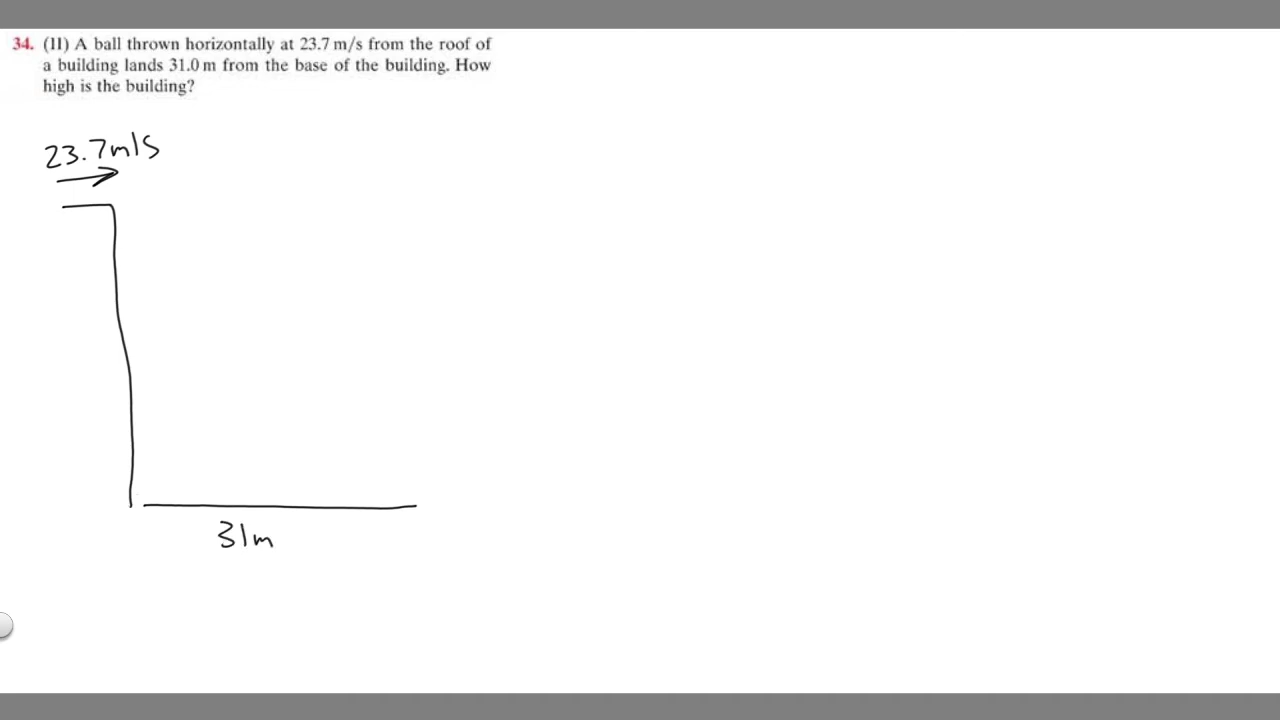 34. (II) A ball thrown horizontally at 23.7 m/s from the roof of
a building lands 31.0 m from the base of the building. How
high is the building?
23.7m/s
31m